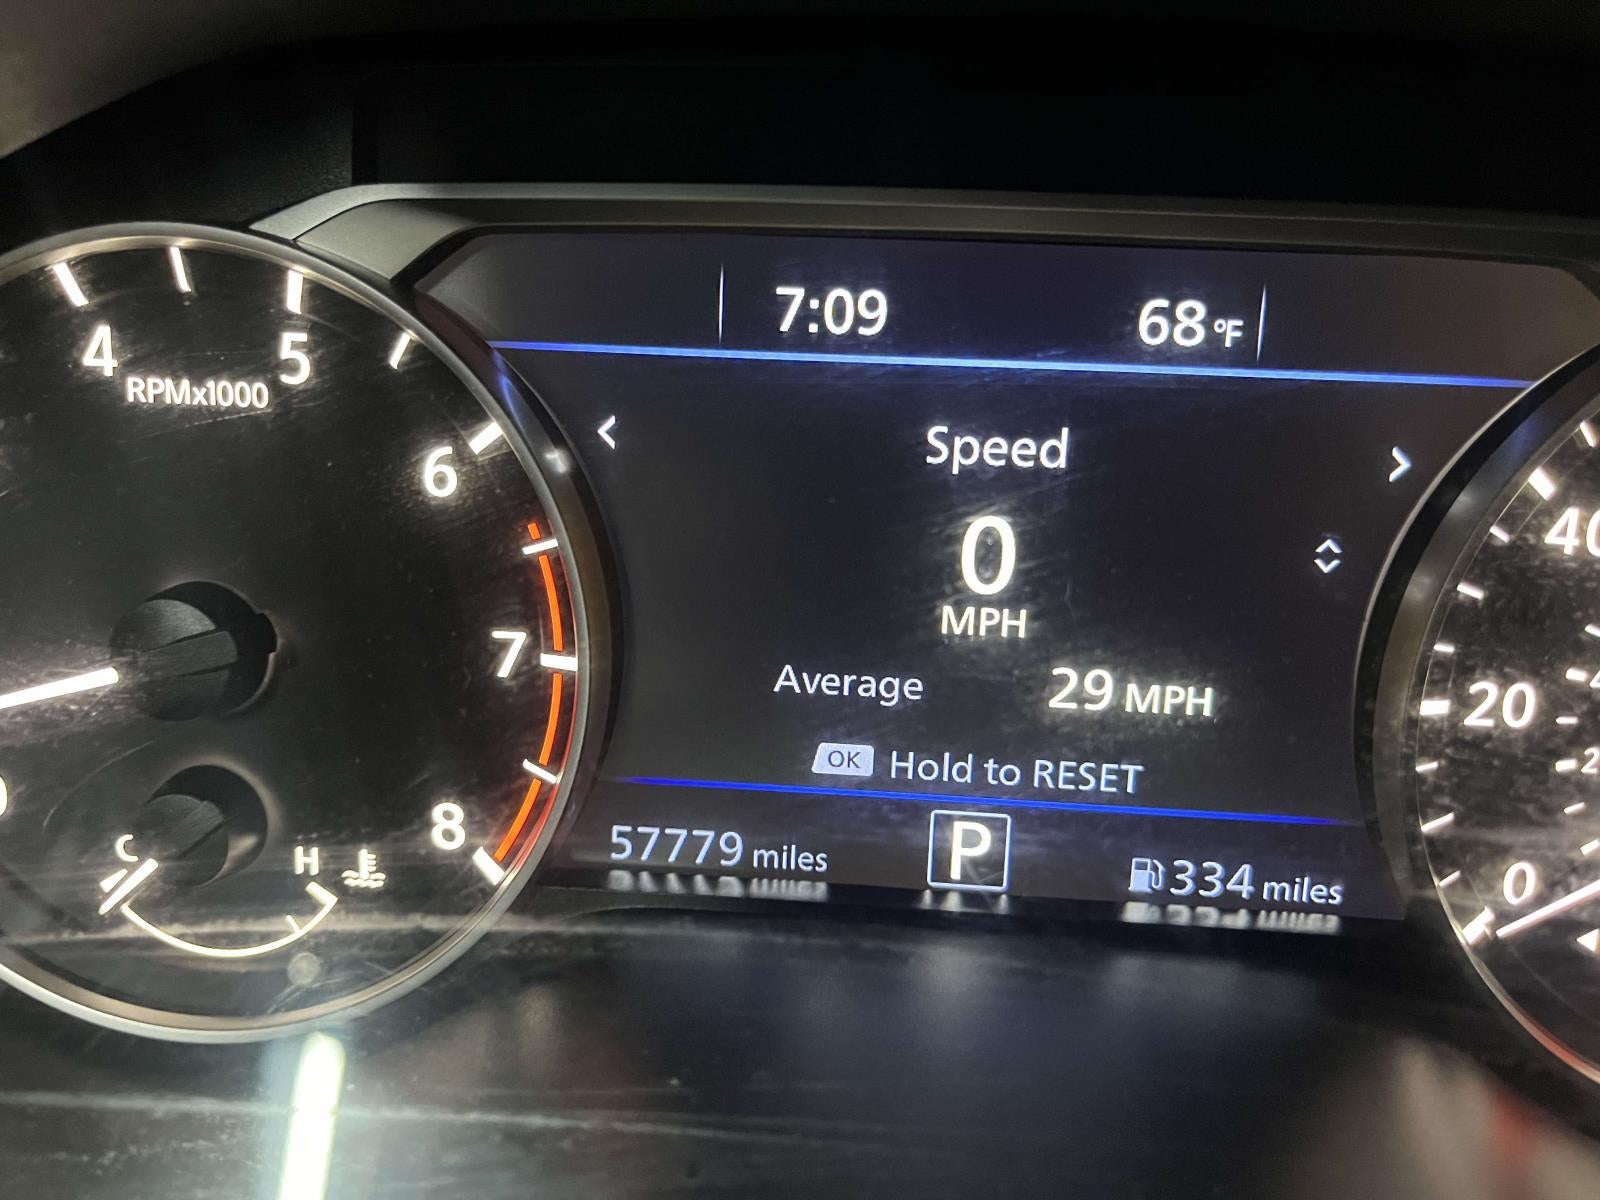 7:09 68 °F
4 5
RPMx1000
6
7
8
C H
< Speed >
0
MPH
Average 29 MPH
OK Hold to RESET
57779 miles P 334 miles
40
20
0